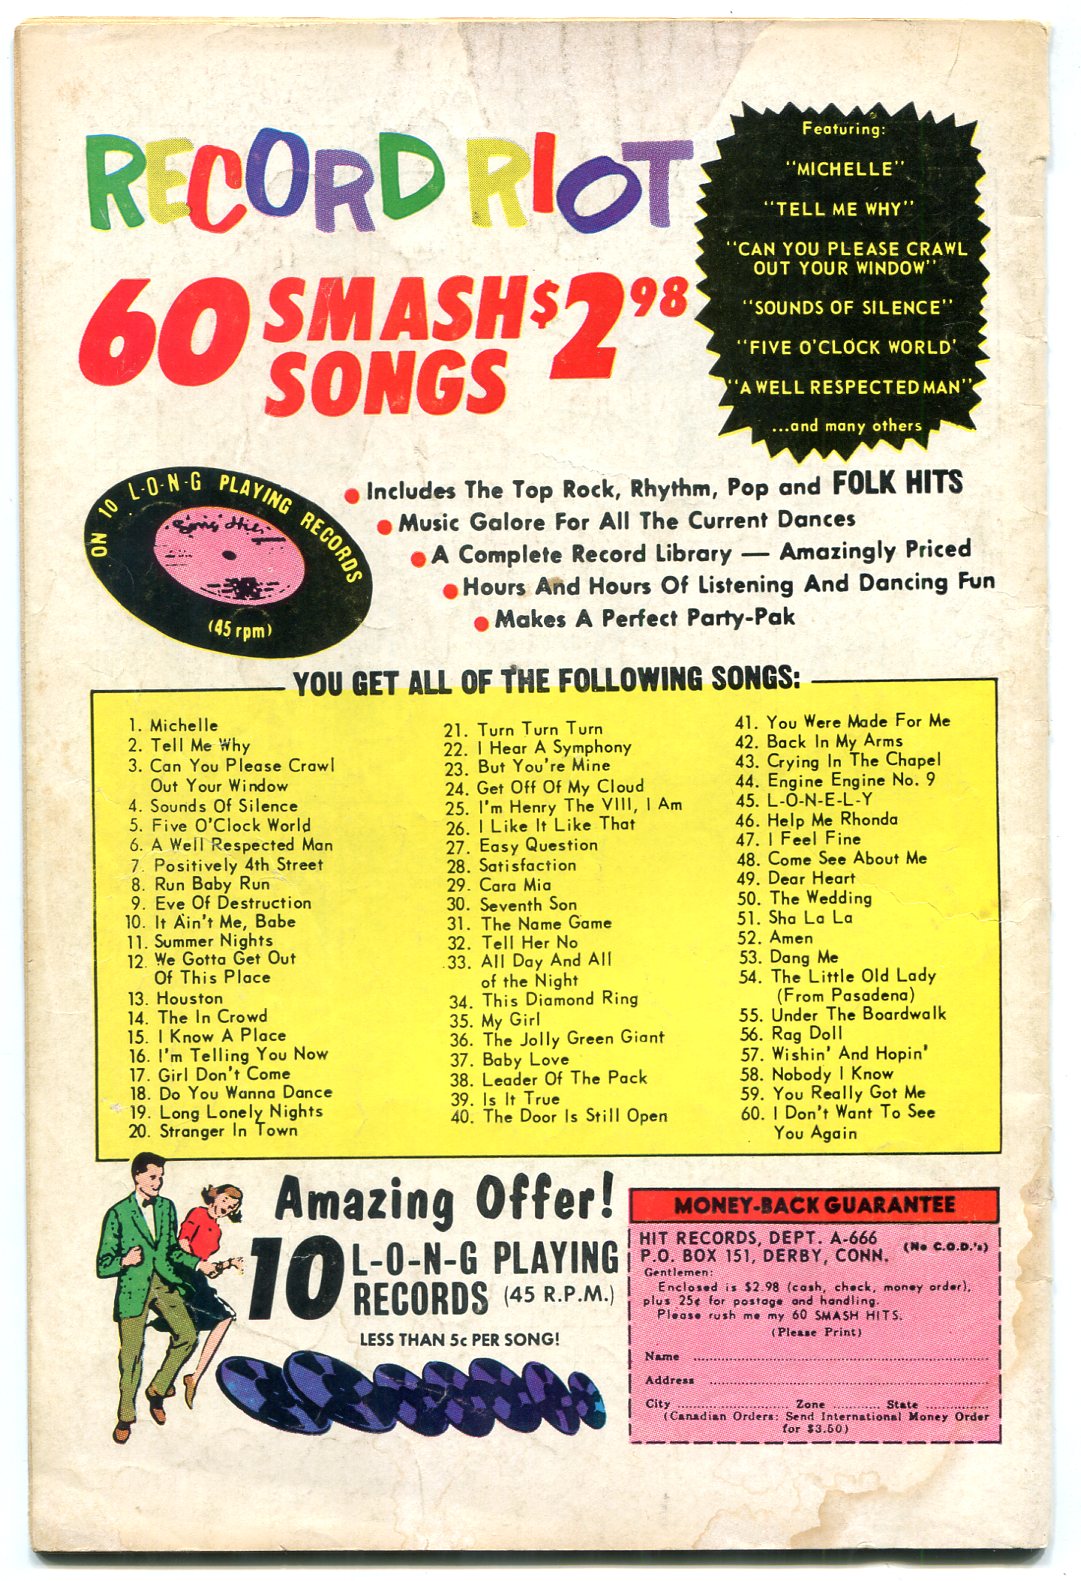 RECORD RIOT
60 SMASH SONGS $2.98
Featuring:
"MICHELLE"
"TELL ME WHY"
"CAN YOU PLEASE CRAWL
OUT YOUR WINDOW"
"SOUNDS OF SILENCE"
"FIVE O'CLOCK WORLD'
"A WELL RESPECTED MAN"
...and many others
ON 10 L-O-N-G PLAYING RECORDS
(45 rpm)
Includes The Top Rock, Rhythm, Pop and FOLK HITS
Music Galore For All The Current Dances
A Complete Record Library — Amazingly Priced
Hours And Hours Of Listening And Dancing Fun
Makes A Perfect Party-Pak
YOU GET ALL OF THE FOLLOWING SONGS:
1. Michelle
2. Tell Me Why
3. Can You Please Crawl
Out Your Window
4. Sounds Of Silence
5. Five O'Clock World
6. A Well Respected Man
7. Positively 4th Street
8. Run Baby Run
9. Eve Of Destruction
10. It Ain't Me, Babe
11. Summer Nights
12. We Gotta Get Out
Of This Place
13. Houston
14. The In Crowd
15. I Know A Place
16. I'm Telling You Now
17. Girl Don't Come
18. Do You Wanna Dance
19. Long Lonely Nights
20. Stranger In Town
21. Turn Turn Turn
22. I Hear A Symphony
23. But You're Mine
24. Get Off Of My Cloud
25. I'm Henry The VIII, I Am
26. I Like It Like That
27. Easy Question
28. Satisfaction
29. Cara Mia
30. Seventh Son
31. The Name Game
32. Tell Her No
33. All Day And All
of the Night
34. This Diamond Ring
35. My Girl
36. The Jolly Green Giant
37. Baby Love
38. Leader Of The Pack
39. Is It True
40. The Door Is Still Open
41. You Were Made For Me
42. Back In My Arms
43. Crying In The Chapel
44. Engine Engine No. 9
45. L-O-N-E-L-Y
46. Help Me Rhonda
47. I Feel Fine
48. Come See About Me
49. Dear Heart
50. The Wedding
51. Sha La La
52. Amen
53. Dang Me
54. The Little Old Lady
(From Pasadena)
55. Under The Boardwalk
56. Rag Doll
57. Wishin' And Hopin'
58. Nobody I Know
59. You Really Got Me
60. I Don't Want To See
You Again
Amazing Offer!
10 L-O-N-G PLAYING
RECORDS (45 R.P.M.)
LESS THAN 5¢ PER SONG!
MONEY-BACK GUARANTEE
HIT RECORDS, DEPT. A-666
P.O. BOX 151, DERBY, CONN. (No C.O.D.'s)
Gentlemen:
Enclosed is $2.98 (cash, check, money order),
plus 25¢ for postage and handling.
Please rush me my 60 SMASH HITS.
(Please Print)
Name
Address
City Zone State
(Canadian Orders: Send International Money Order
for $3.50)